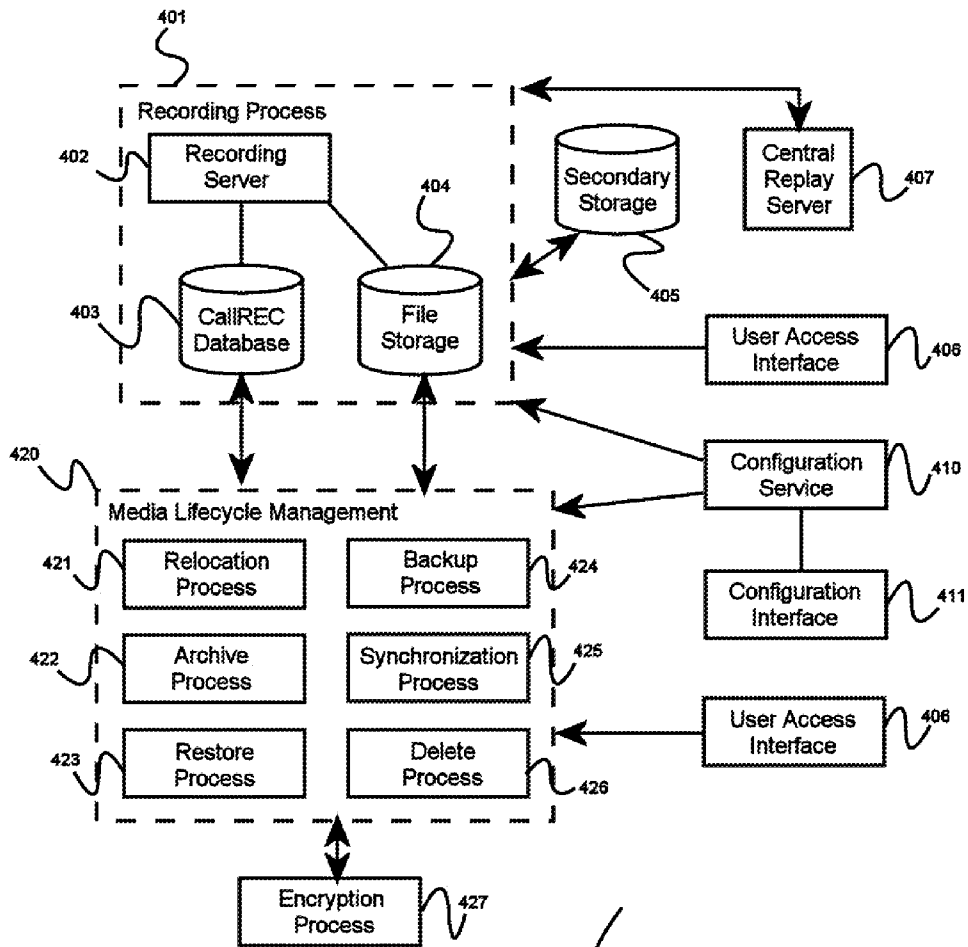 401
Recording Process
402
Recording
Server
404
Secondary
Storage
Central
Replay
Server
407
405
403
CallREC
Database
File
Storage
User Access
Interface
406
420
Configuration
Service
410
Media Lifecycle Management
421
Relocation
Process
Backup
Process
424
Configuration
Interface
411
422
Archive
Process
Synchronization
Process
425
423
Restore
Process
Delete
Process
426
User Access
Interface
406
Encryption
Process
427